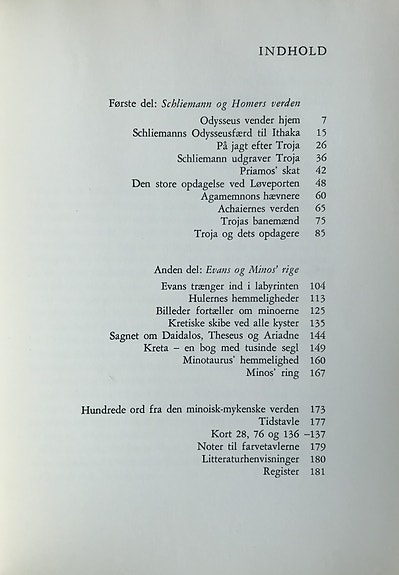 INDHOLD
Første del: Schliemann og Homers verden
Odysseus vender hjem 7
Schliemanns Odysseusfærd til Ithaka 15
På jagt efter Troja 26
Schliemann udgraver Troja 36
Priamos' skat 42
Den store opdagelse ved Løveporten 48
Agamemnons hævnere 60
Achaiernes verden 65
Trojas banemænd 75
Troja og dets opdagere 85
Anden del: Evans og Minos' rige
Evans trænger ind i labyrinten 104
Hulernes hemmeligheder 113
Billeder fortæller om minoerne 125
Kretiske skibe ved alle kyster 135
Sagnet om Daidalos, Theseus og Ariadne 144
Kreta – en bog med tusinde segl 149
Minotaurus' hemmelighed 160
Minos' ring 167
Hundrede ord fra den minoisk-mykenske verden 173
Tidstavle 177
Kort 28, 76 og 136 –137
Noter til farvetavlerne 179
Litteraturhenvisninger 180
Register 181